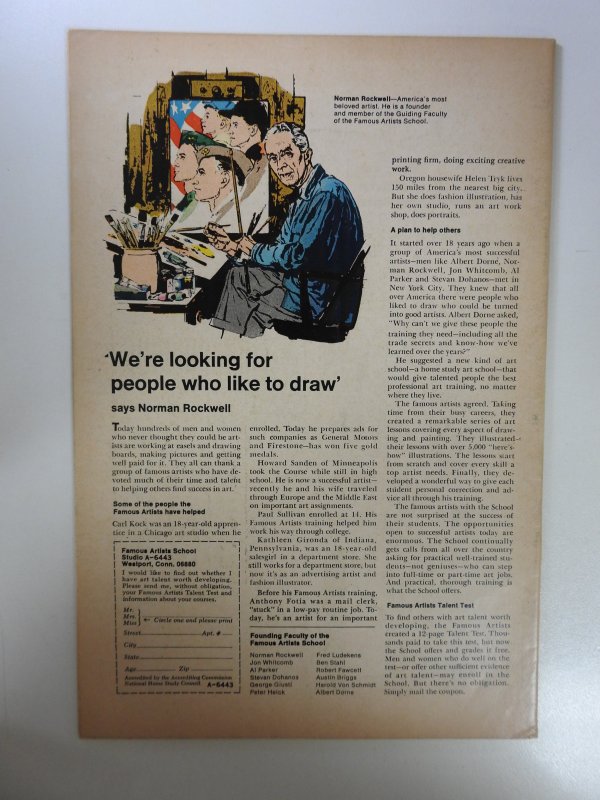 Norman Rockwell—America's most
beloved artist. He is a founder
and member of the Guiding Faculty
of the Famous Artists School.
'We're looking for
people who like to draw'
says Norman Rockwell
Today hundreds of men and women
who never thought they could be art-
ists are working at easels and drawing
boards, making pictures and getting
well paid for it. They all can thank a
group of famous artists who have de-
voted much of their time and talent
to helping others find success in art.
Some of the people the
Famous Artists have helped
Carl Kock was an 18-year-old appren-
tice in a Chicago art studio when he
Famous Artists School
Studio A-6443
Westport, Conn. 06880
I would like to find out whether I
have art talent worth developing.
Please send me, without obligation,
your Famous Artists Talent Test and
information about your courses.
Mr.
Mrs.
Miss
Circle one and please print
Street
Apt. #
City
State
Age
Zip
Accredited by the Accrediting Commission
National Home Study Council
A-6443
enrolled. Today he prepares ads for
such companies as General Motors
and Firestone—has won five gold
medals.
Howard Sanden of Minneapolis
took the Course while still in high
school. He is now a successful artist—
recently he and his wife traveled
through Europe and the Middle East
on important art assignments.
Paul Sullivan enrolled at 14. His
Famous Artists training helped him
work his way through college.
Kathleen Gironda of Indiana,
Pennsylvania, was an 18-year-old
salesgirl in a department store. She
still works for a department store, but
now it's as an advertising artist and
fashion illustrator.
Before his Famous Artists training,
Anthony Fotia was a mail clerk,
"stuck" in a low-pay routine job. To-
day, he's an artist for an important
Founding Faculty of the
Famous Artists School
Norman Rockwell
Jon Whitcomb
Al Parker
Stevan Dohanos
George Giusti
Peter Helck
Fred Ludekens
Ben Stahl
Robert Fawcett
Austin Briggs
Harold Von Schmidt
Albert Dorne
printing firm, doing exciting creative
work.
Oregon housewife Helen Tryk lives
150 miles from the nearest big city.
But she does fashion illustration, has
her own studio, runs an art work
shop, does portraits.
A plan to help others
It started over 18 years ago when a
group of America's most successful
artists—men like Albert Dorne, Nor-
man Rockwell, Jon Whitcomb, Al
Parker and Stevan Dohanos—met in
New York City. They knew that all
over America there were people who
liked to draw who could be turned
into good artists. Albert Dorne asked,
"Why can't we give these people the
training they need—including all the
trade secrets and know-how we've
learned over the years?"
He suggested a new kind of art
school—a home study art school—that
would give talented people the best
professional art training, no matter
where they live.
The famous artists agreed. Taking
time from their busy careers, they
created a remarkable series of art
lessons covering every aspect of draw-
ing and painting. They illustrated
their lessons with over 5,000 "here's-
how" illustrations. The lessons start
from scratch and cover every skill a
top artist needs. Finally, they de-
veloped a wonderful way to give each
student personal correction and ad-
vice all through his training.
The famous artists with the School
are not surprised at the success of
their students. The opportunities
open to successful artists today are
enormous. The School continually
gets calls from all over the country
asking for practical well-trained stu-
dents—not geniuses—who can step
into full-time or part-time art jobs.
And practical, thorough training is
what the School offers.
Famous Artists Talent Test
To find others with art talent worth
developing, the Famous Artists
created a 12-page Talent Test. Thou-
sands paid to take this test, but now
the School offers and grades it free.
Men and women who do well on the
test—or offer other sufficient evidence
of art talent—may enroll in the
School. But there's no obligation.
Simply mail the coupon.